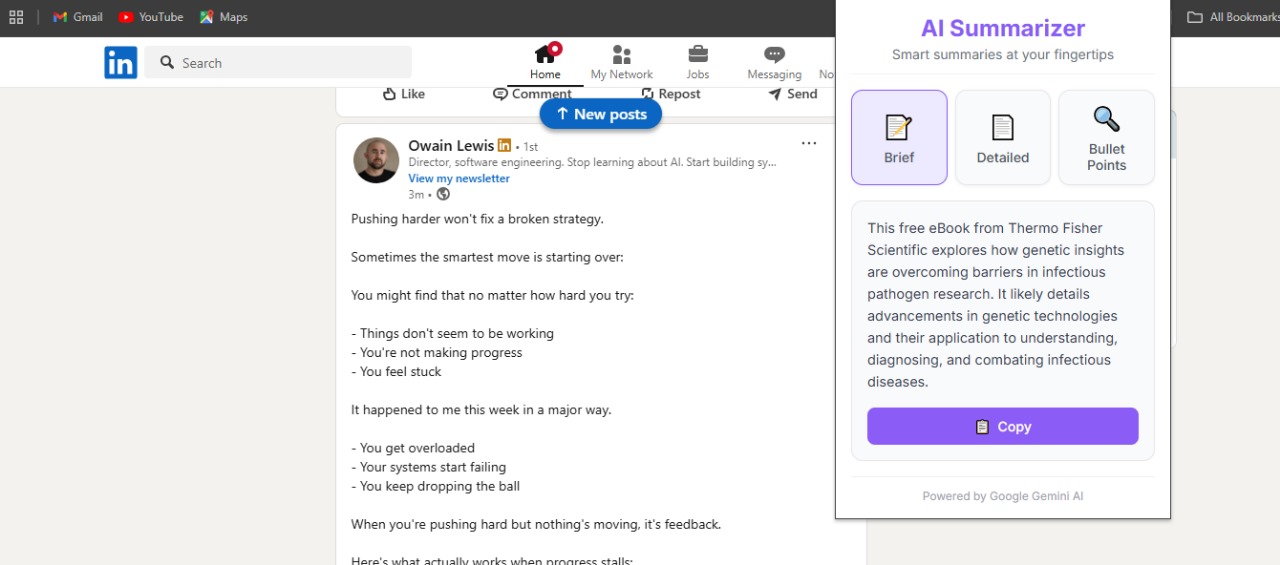 Gmail
YouTube
Maps
All Bookmarks
in
Search
Home
My Network
Jobs
Messaging
Like
Comment
Repost
Send
New posts
Owain Lewis in • 1st
Director, software engineering. Stop learning about AI. Start building sy...
View my newsletter
3m •
Pushing harder won't fix a broken strategy.
Sometimes the smartest move is starting over:
You might find that no matter how hard you try:
- Things don't seem to be working
- You're not making progress
- You feel stuck
It happened to me this week in a major way.
- You get overloaded
- Your systems start failing
- You keep dropping the ball
When you're pushing hard but nothing's moving, it's feedback.
Here's what actually works when progress stalls:
AI Summarizer
Smart summaries at your fingertips
Brief
Detailed
Bullet
Points
This free eBook from Thermo Fisher
Scientific explores how genetic insights
are overcoming barriers in infectious
pathogen research. It likely details
advancements in genetic technologies
and their application to understanding,
diagnosing, and combating infectious
diseases.
Copy
Powered by Google Gemini AI